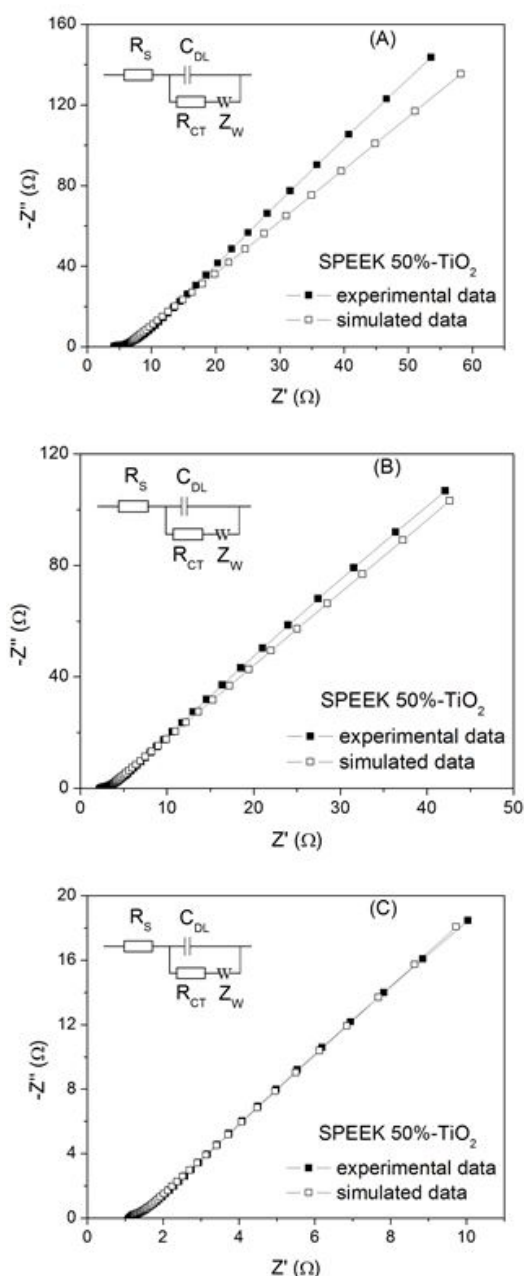 (A)
R_S C_DL
R_CT Z_W
160
120
80
40
0
-Z'' (Ω)
SPEEK 50%-TiO₂
experimental data
simulated data
0 10 20 30 40 50 60
Z' (Ω)
(B)
R_S C_DL
R_CT Z_W
120
80
40
0
-Z'' (Ω)
SPEEK 50%-TiO₂
experimental data
simulated data
0 10 20 30 40 50
Z' (Ω)
(C)
R_S C_DL
R_CT Z_W
20
16
12
8
4
0
-Z'' (Ω)
SPEEK 50%-TiO₂
experimental data
simulated data
0 2 4 6 8 10
Z' (Ω)